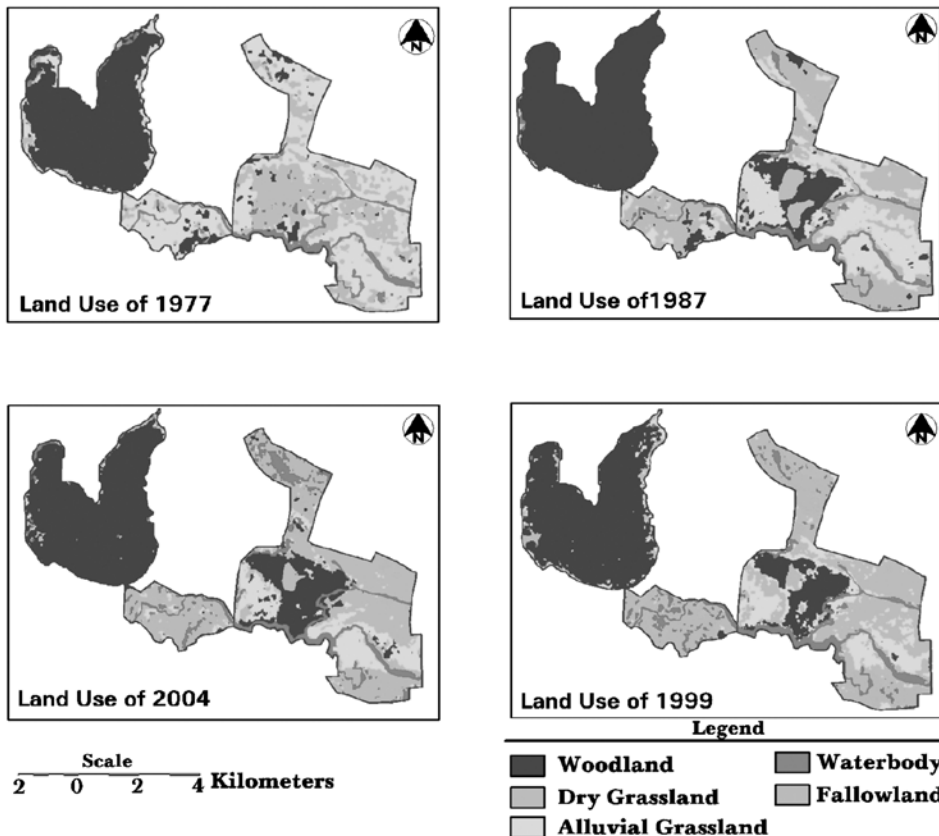 N
N
Land Use of 1977
Land Use of1987
N
N
Land Use of 2004
Land Use of 1999
Legend
Scale
2 0 2 4 Kilometers
Woodland
Waterbody
Dry Grassland
Fallowland
Alluvial Grassland